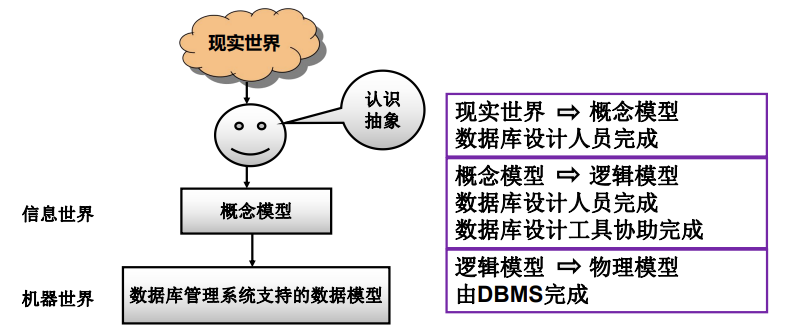 现实世界
认识
抽象
信息世界
概念模型
机器世界
数据库管理系统支持的数据模型
现实世界 ⇨ 概念模型
数据库设计人员完成
概念模型 ⇨ 逻辑模型
数据库设计人员完成
数据库设计工具协助完成
逻辑模型 ⇨ 物理模型
由DBMS完成